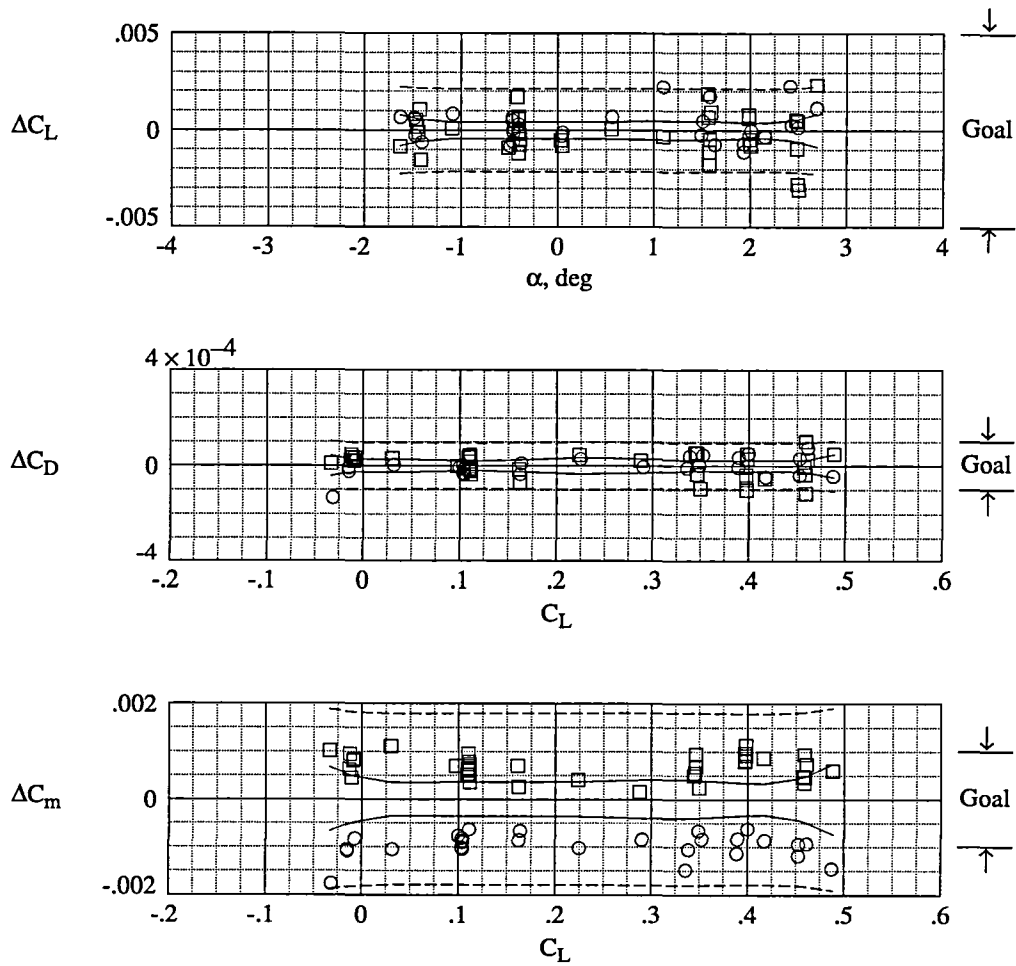 .005
ΔC_L
0
Goal
-.005
-4 -3 -2 -1 0 1 2 3 4
α, deg
4 × 10^-4
ΔC_D
0
Goal
-4
-.2 -.1 0 .1 .2 .3 .4 .5 .6
C_L
.002
ΔC_m
0
Goal
-.002
-.2 -.1 0 .1 .2 .3 .4 .5 .6
C_L